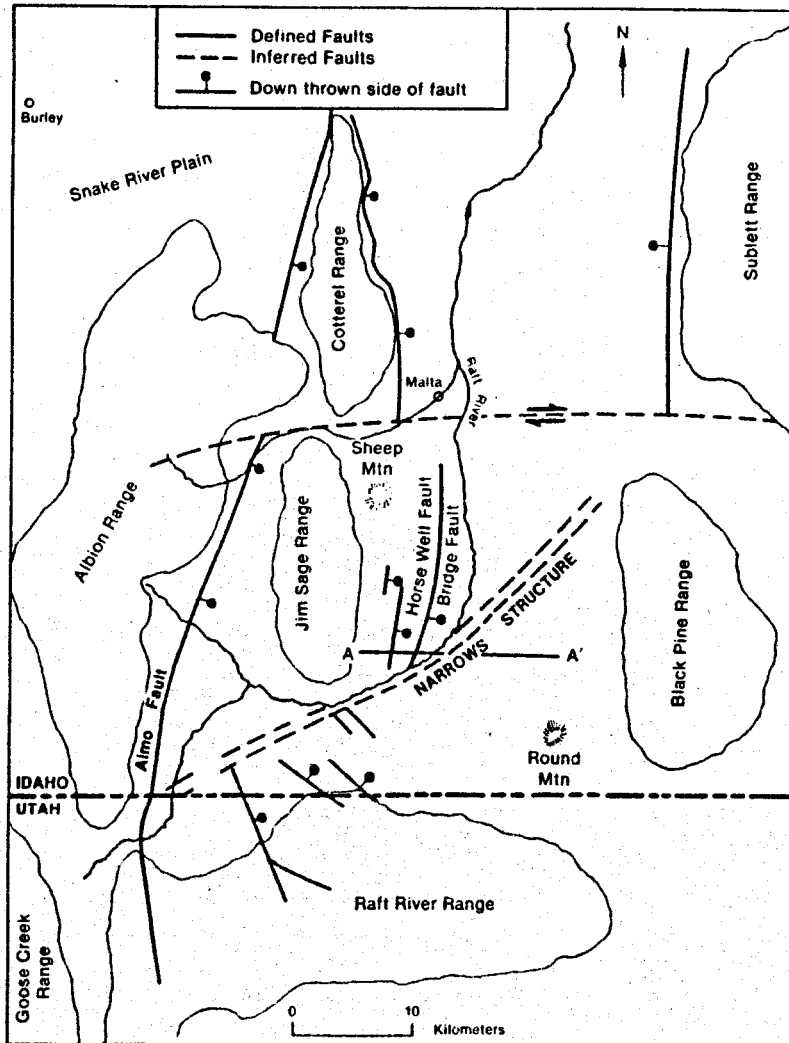 Defined Faults
Inferred Faults
Down thrown side of fault
N
Burley
Snake River Plain
Cotterel Range
Sublett Range
Malta
Raft River
Sheep
Mtn
Albion Range
Jim Sage Range
Horse Well Fault
Bridge Fault
NARROWS STRUCTURE
Black Pine Range
A
A'
Almo Fault
Round
Mtn
IDAHO
UTAH
Raft River Range
Goose Creek
Range
0
10
Kilometers